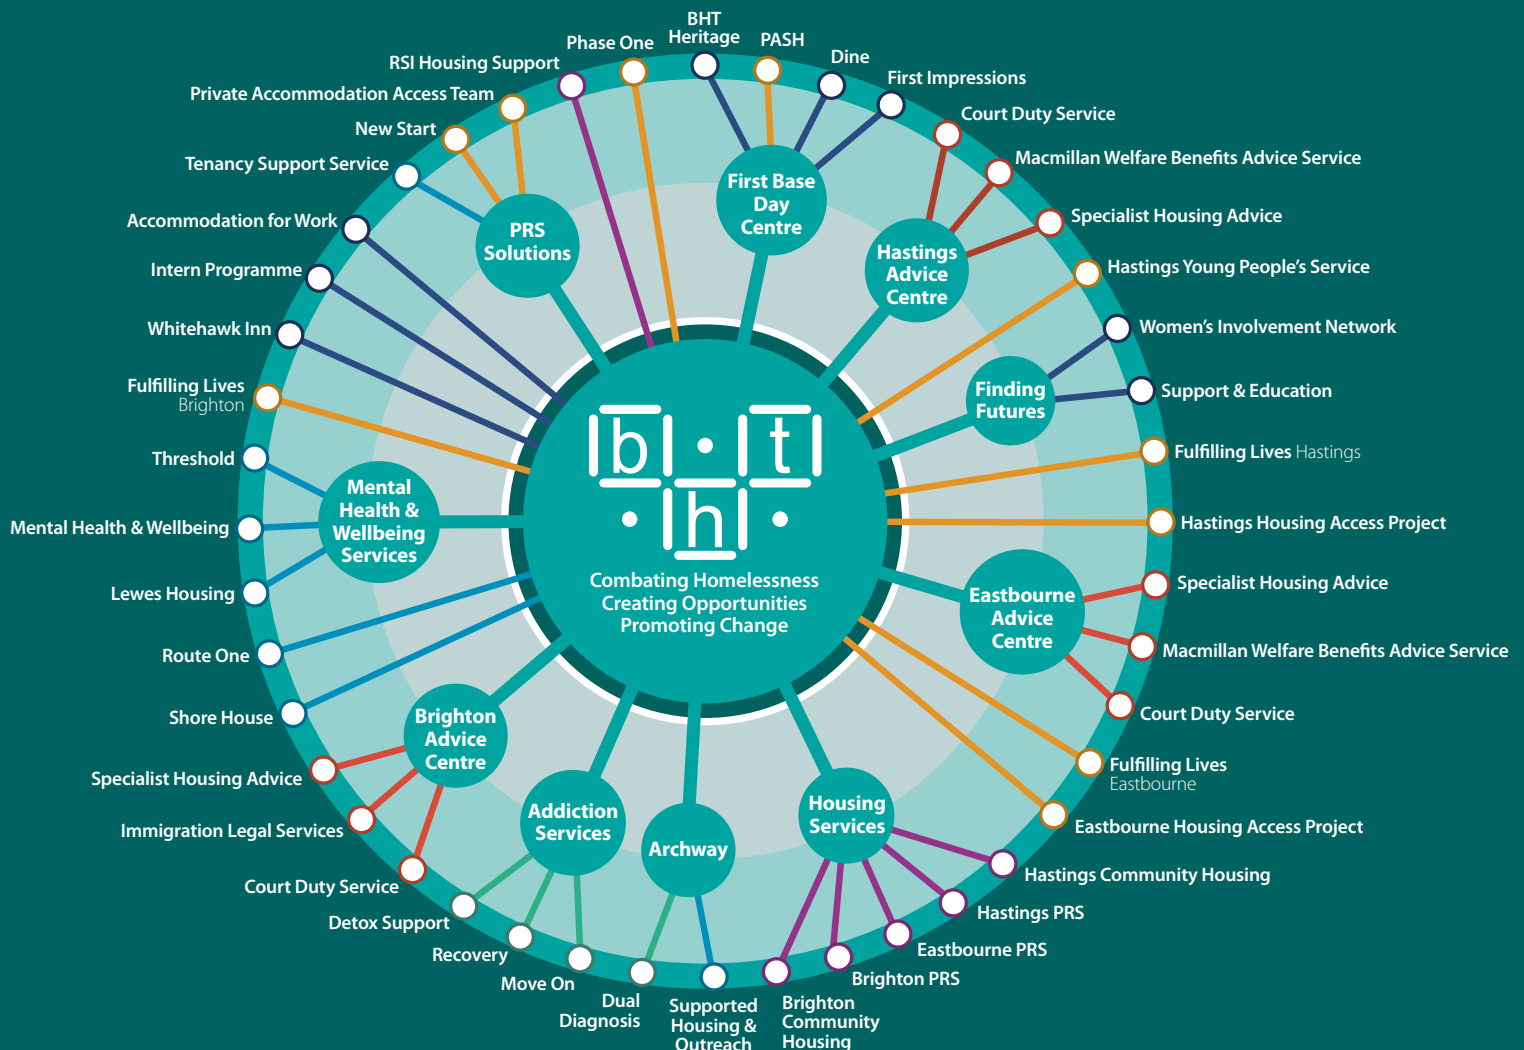 BHT
Heritage
PASH
Dine
First Impressions
Court Duty Service
Macmillan Welfare Benefits Advice Service
Specialist Housing Advice
Hastings Young People’s Service
Women’s Involvement Network
Support & Education
Fulfilling Lives Hastings
Hastings Housing Access Project
Specialist Housing Advice
Macmillan Welfare Benefits Advice Service
Court Duty Service
Fulfilling Lives
Eastbourne
Eastbourne Housing Access Project
Hastings Community Housing
Hastings PRS
Eastbourne PRS
Brighton PRS
Brighton
Community
Housing
Supported
Housing &
Outreach
Dual
Diagnosis
Move On
Recovery
Detox Support
Court Duty Service
Immigration Legal Services
Specialist Housing Advice
Shore House
Route One
Lewes Housing
Mental Health & Wellbeing
Threshold
Fulfilling Lives
Brighton
Whitehawk Inn
Intern Programme
Accommodation for Work
Tenancy Support Service
New Start
Private Accommodation Access Team
RSI Housing Support
Phase One
First Base
Day
Centre
Hastings
Advice
Centre
Finding
Futures
Eastbourne
Advice
Centre
Housing
Services
Archway
Addiction
Services
Brighton
Advice
Centre
Mental
Health &
Wellbeing
Services
PRS
Solutions
b t
h
Combating Homelessness
Creating Opportunities
Promoting Change